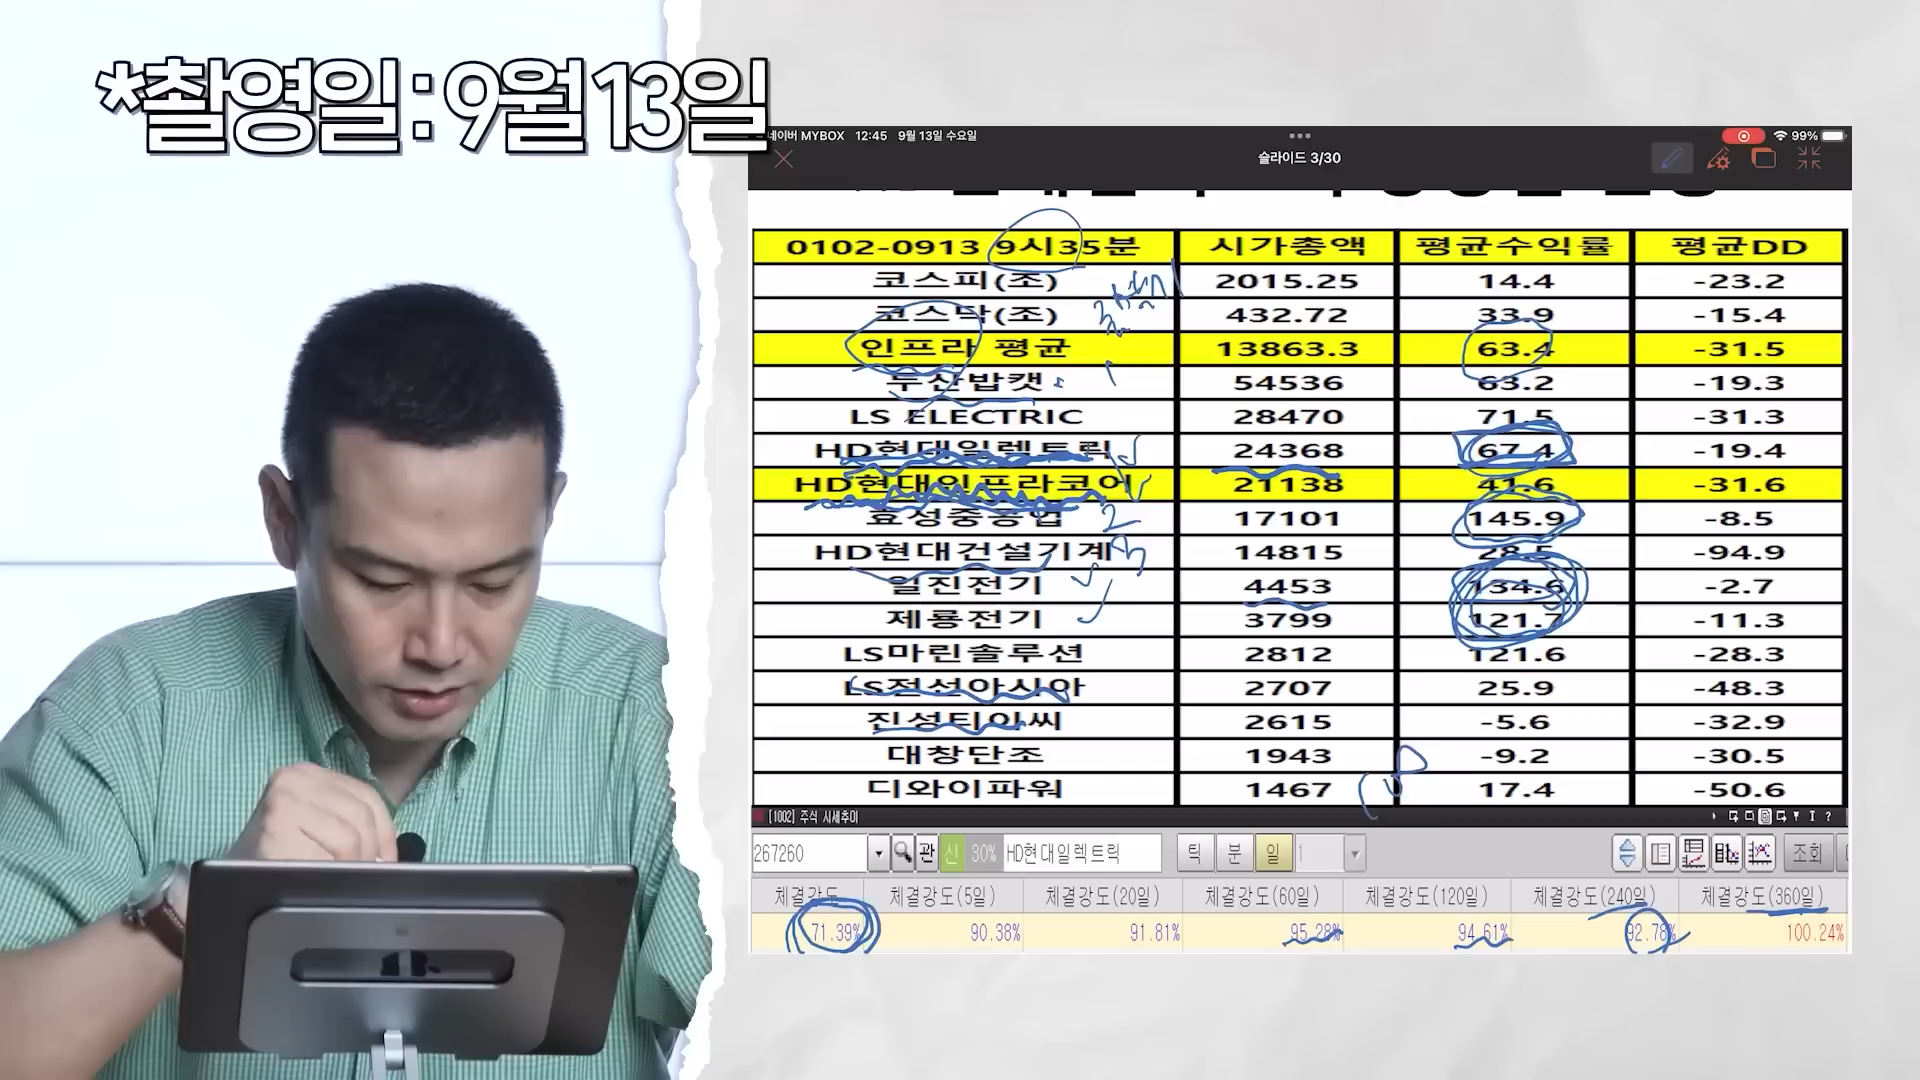 *촬영일: 9월 13일
네이버 MYBOX 12:45 9월 13일 수요일
99%
슬라이드 3/30
0102-0913 9시35분 시가총액 평균수익률 평균DD
코스피(조) 2015.25 14.4 -23.2
코스닥(조) 432.72 33.9 -15.4
인프라 평균 13863.3 63.4 -31.5
두산밥캣 54536 63.2 -19.3
LS ELECTRIC 28470 71.5 -31.3
HD현대일렉트릭 24368 67.4 -19.4
HD현대인프라코어 21138 41.6 -31.6
효성중공업 17101 145.9 -8.5
HD현대건설기계 14815 28.5 -94.9
일진전기 4453 134.6 -2.7
제룡전기 3799 121.7 -11.3
LS마린솔루션 2812 121.6 -28.3
LS전선아시아 2707 25.9 -48.3
진성티이씨 2615 -5.6 -32.9
대창단조 1943 -9.2 -30.5
디와이파워 1467 17.4 -50.6
[1002] 주식 시세추이
267260 관 신 30% HD현대일렉트릭 틱 분 일 1 조회
체결강도 체결강도(5일) 체결강도(20일) 체결강도(60일) 체결강도(120일) 체결강도(240일) 체결강도(360일)
71.39% 90.38% 91.81% 95.28% 94.61% 92.78% 100.24%